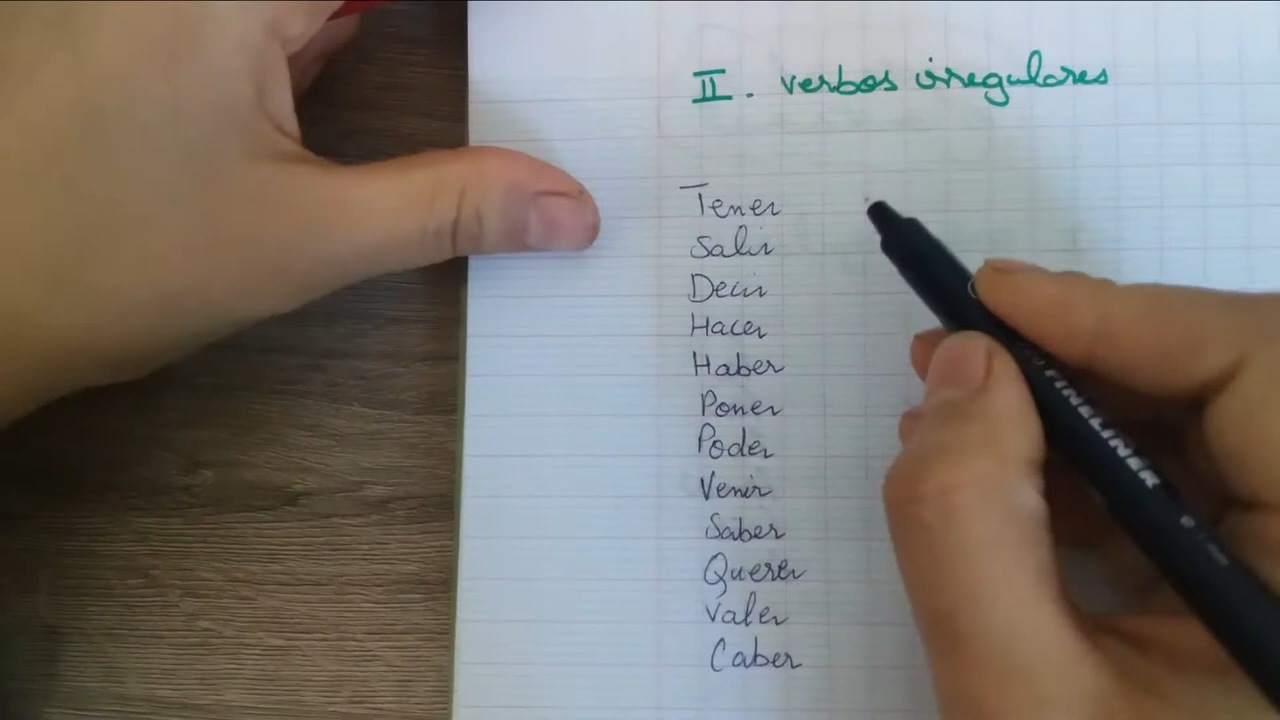 II. verbos irregulares
Tener
Salir
Decir
Hacer
Haber
Poner
Poder
Venir
Saber
Querer
Valer
Caber
FINELINER